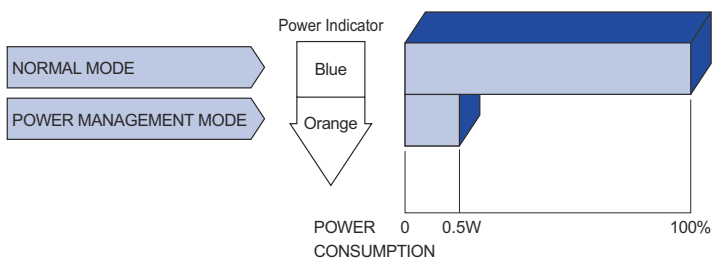 Power Indicator
NORMAL MODE
Blue
POWER MANAGEMENT MODE
Orange
POWER CONSUMPTION
0 0.5W 100%